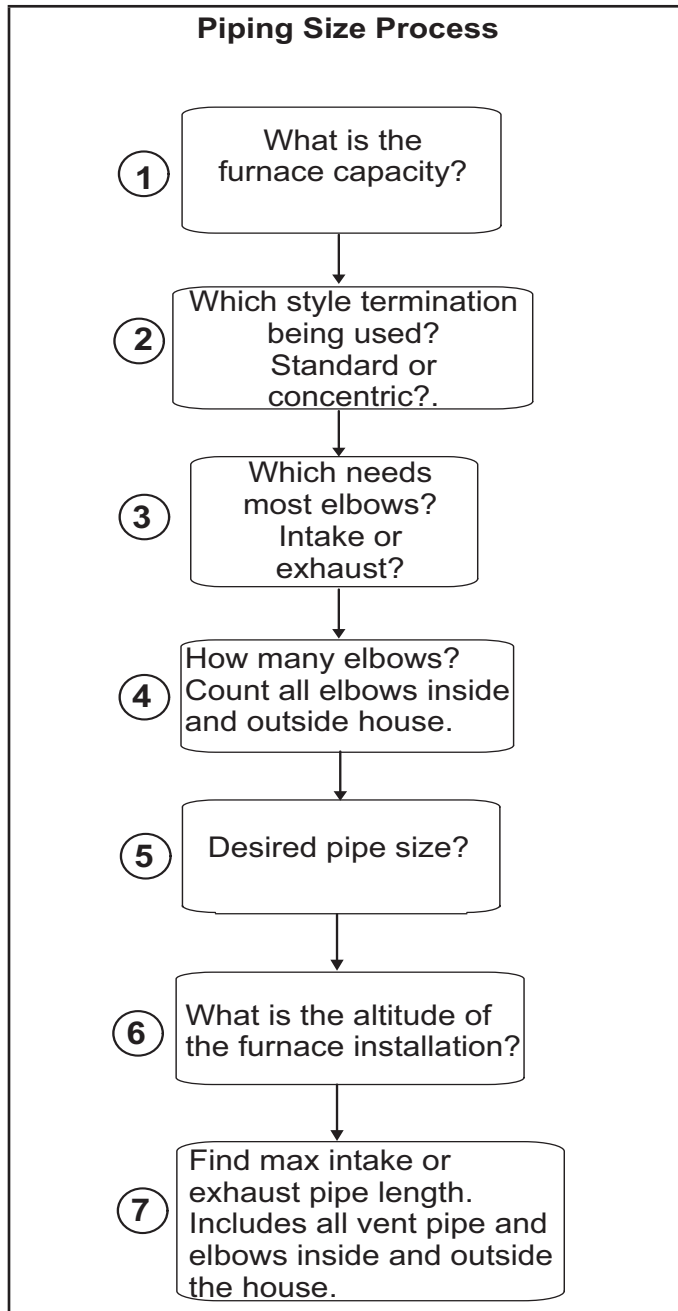 Piping Size Process
1
What is the
furnace capacity?
2
Which style termination
being used?
Standard or
concentric?.
3
Which needs
most elbows?
Intake or
exhaust?
4
How many elbows?
Count all elbows inside
and outside house.
5
Desired pipe size?
6
What is the altitude of
the furnace installation?
7
Find max intake or
exhaust pipe length.
Includes all vent pipe and
elbows inside and outside
the house.